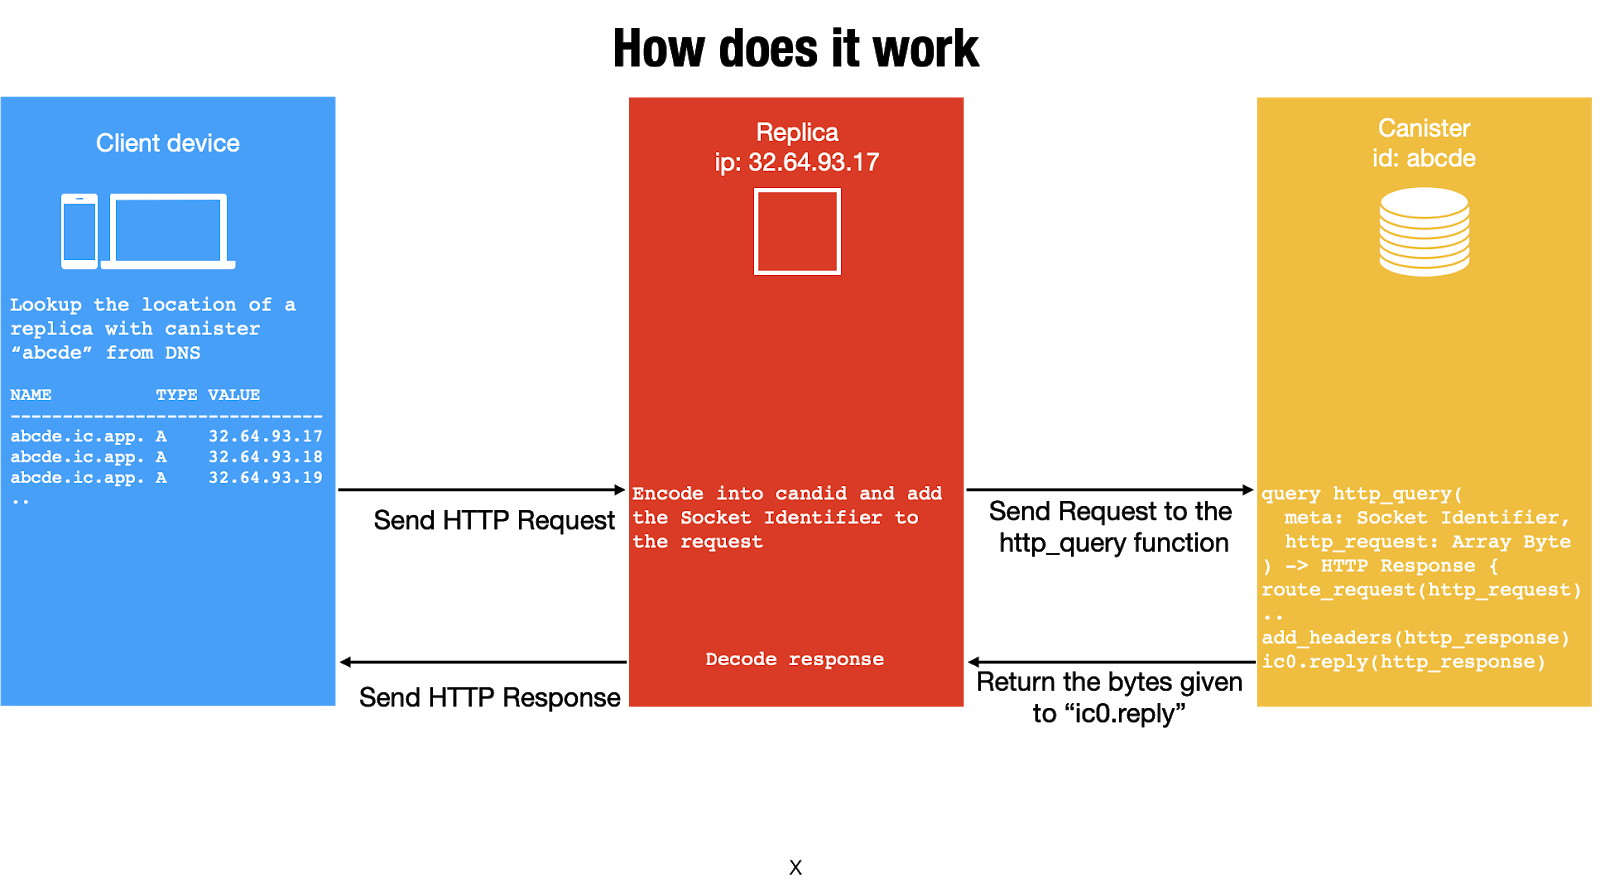 How does it work
Client device
Lookup the location of a
replica with canister
“abcde” from DNS
NAME TYPE VALUE
------------------------------
abcde.ic.app. A 32.64.93.17
abcde.ic.app. A 32.64.93.18
abcde.ic.app. A 32.64.93.19
..
Send HTTP Request
Send HTTP Response
Replica
ip: 32.64.93.17
Encode into candid and add
the Socket Identifier to
the request
Decode response
Send Request to the
http_query function
Return the bytes given
to “ic0.reply”
Canister
id: abcde
query http_query(
meta: Socket Identifier,
http_request: Array Byte
) -> HTTP Response {
route_request(http_request)
..
add_headers(http_response)
ic0.reply(http_response)
X